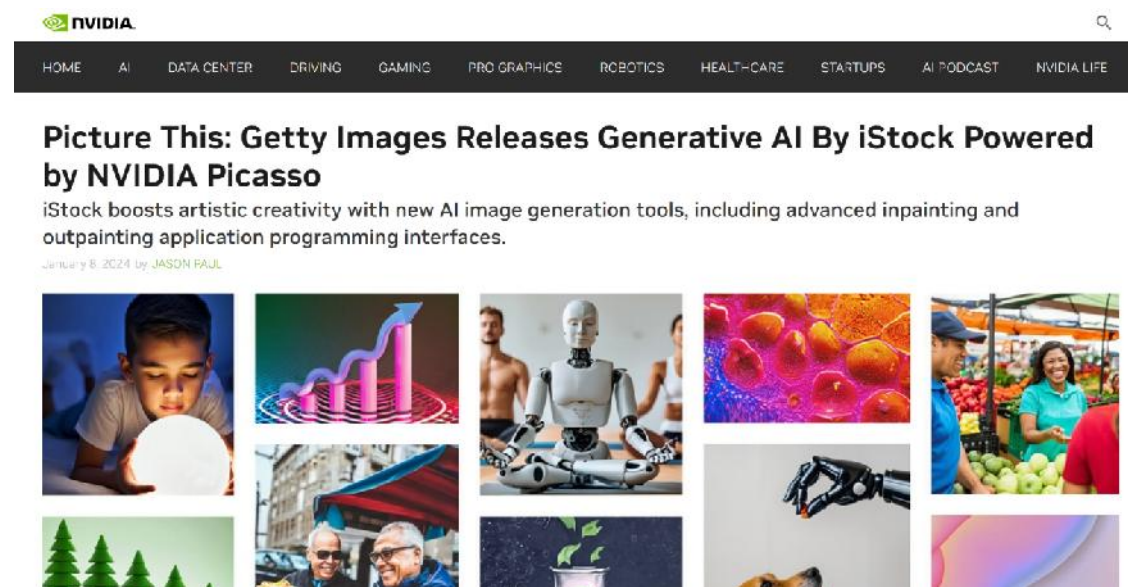 NVIDIA.
HOME AI DATA CENTER DRIVING GAMING PRO GRAPHICS ROBOTICS HEALTHCARE STARTUPS AI PODCAST NVIDIA LIFE
Picture This: Getty Images Releases Generative AI By iStock Powered
by NVIDIA Picasso
iStock boosts artistic creativity with new AI image generation tools, including advanced inpainting and
outpainting application programming interfaces.
January 8, 2024 by JASON PAUL